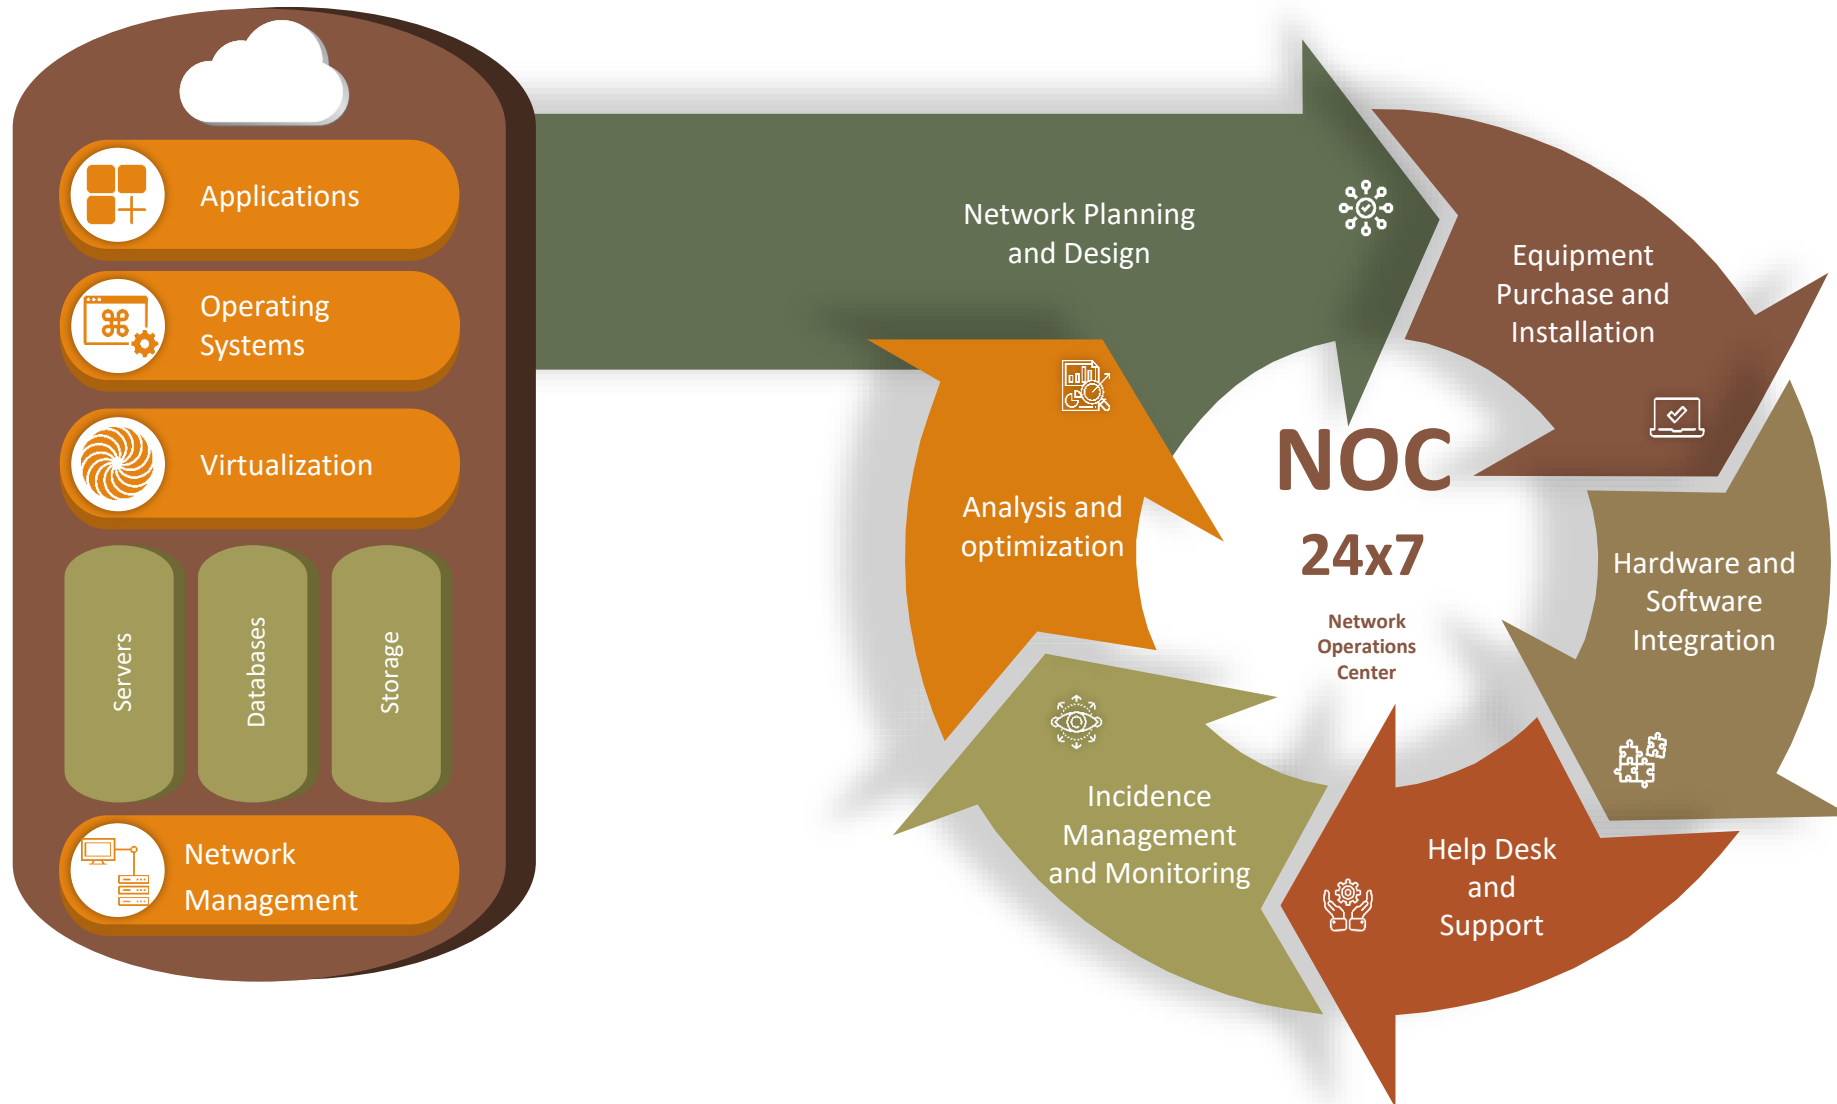 Applications
Operating
Systems
Virtualization
Servers
Databases
Storage
Network
Management
Network Planning
and Design
Equipment
Purchase and
Installation
Hardware and
Software
Integration
Help Desk
and
Support
Incidence
Management
and Monitoring
Analysis and
optimization
NOC
24x7
Network
Operations
Center